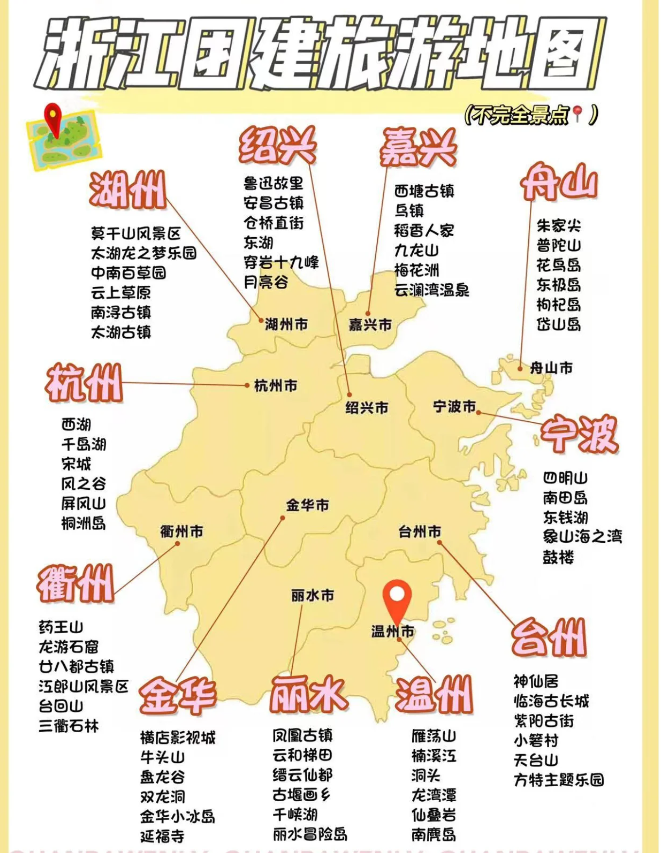 浙江团建旅游地图
(不完全景点📍)
湖州
莫干山风景区
太湖龙之梦乐园
中南百草园
云上草原
南浔古镇
太湖古镇
绍兴
鲁迅故里
安昌古镇
仓桥直街
东湖
穿岩十九峰
月亮谷
嘉兴
西塘古镇
乌镇
稻香人家
九龙山
梅花洲
云澜湾温泉
舟山
朱家尖
普陀山
花鸟岛
东极岛
枸杞岛
岱山岛
湖州市
嘉兴市
杭州市
绍兴市
宁波市
舟山市
金华市
衢州市
台州市
丽水市
温州市
杭州
西湖
千岛湖
宋城
风之谷
屏风山
桐洲岛
宁波
四明山
南田岛
东钱湖
象山海之湾
鼓楼
衢州
药王山
龙游石窟
廿八都古镇
江郎山风景区
台回山
三衢石林
金华
横店影视城
牛头山
盘龙谷
双龙洞
金华小冰岛
延福寺
丽水
凤凰古镇
云和梯田
缙云仙都
古堰画乡
千峡湖
丽水冒险岛
温州
雁荡山
楠溪江
洞头
龙湾潭
仙叠岩
南麂岛
台州
神仙居
临海古长城
紫阳古街
小箬村
天台山
方特主题乐园